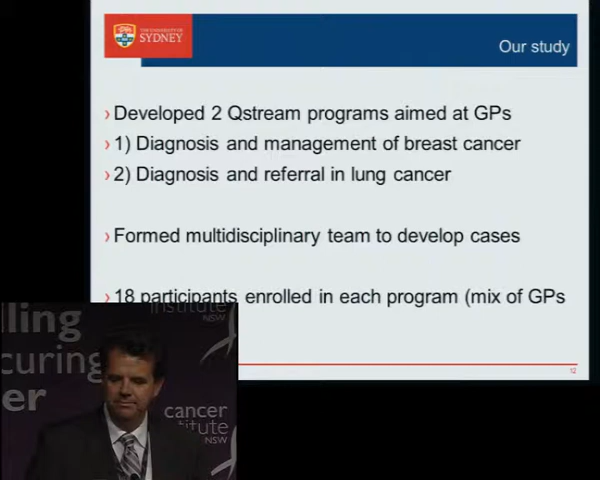 THE UNIVERSITY OF
SYDNEY
Our study
› Developed 2 Qstream programs aimed at GPs
› 1) Diagnosis and management of breast cancer
› 2) Diagnosis and referral in lung cancer
› Formed multidisciplinary team to develop cases
› 18 participants enrolled in each program (mix of GPs
12
institute
NSW
lling
curing
er
cancer
titute
NSW